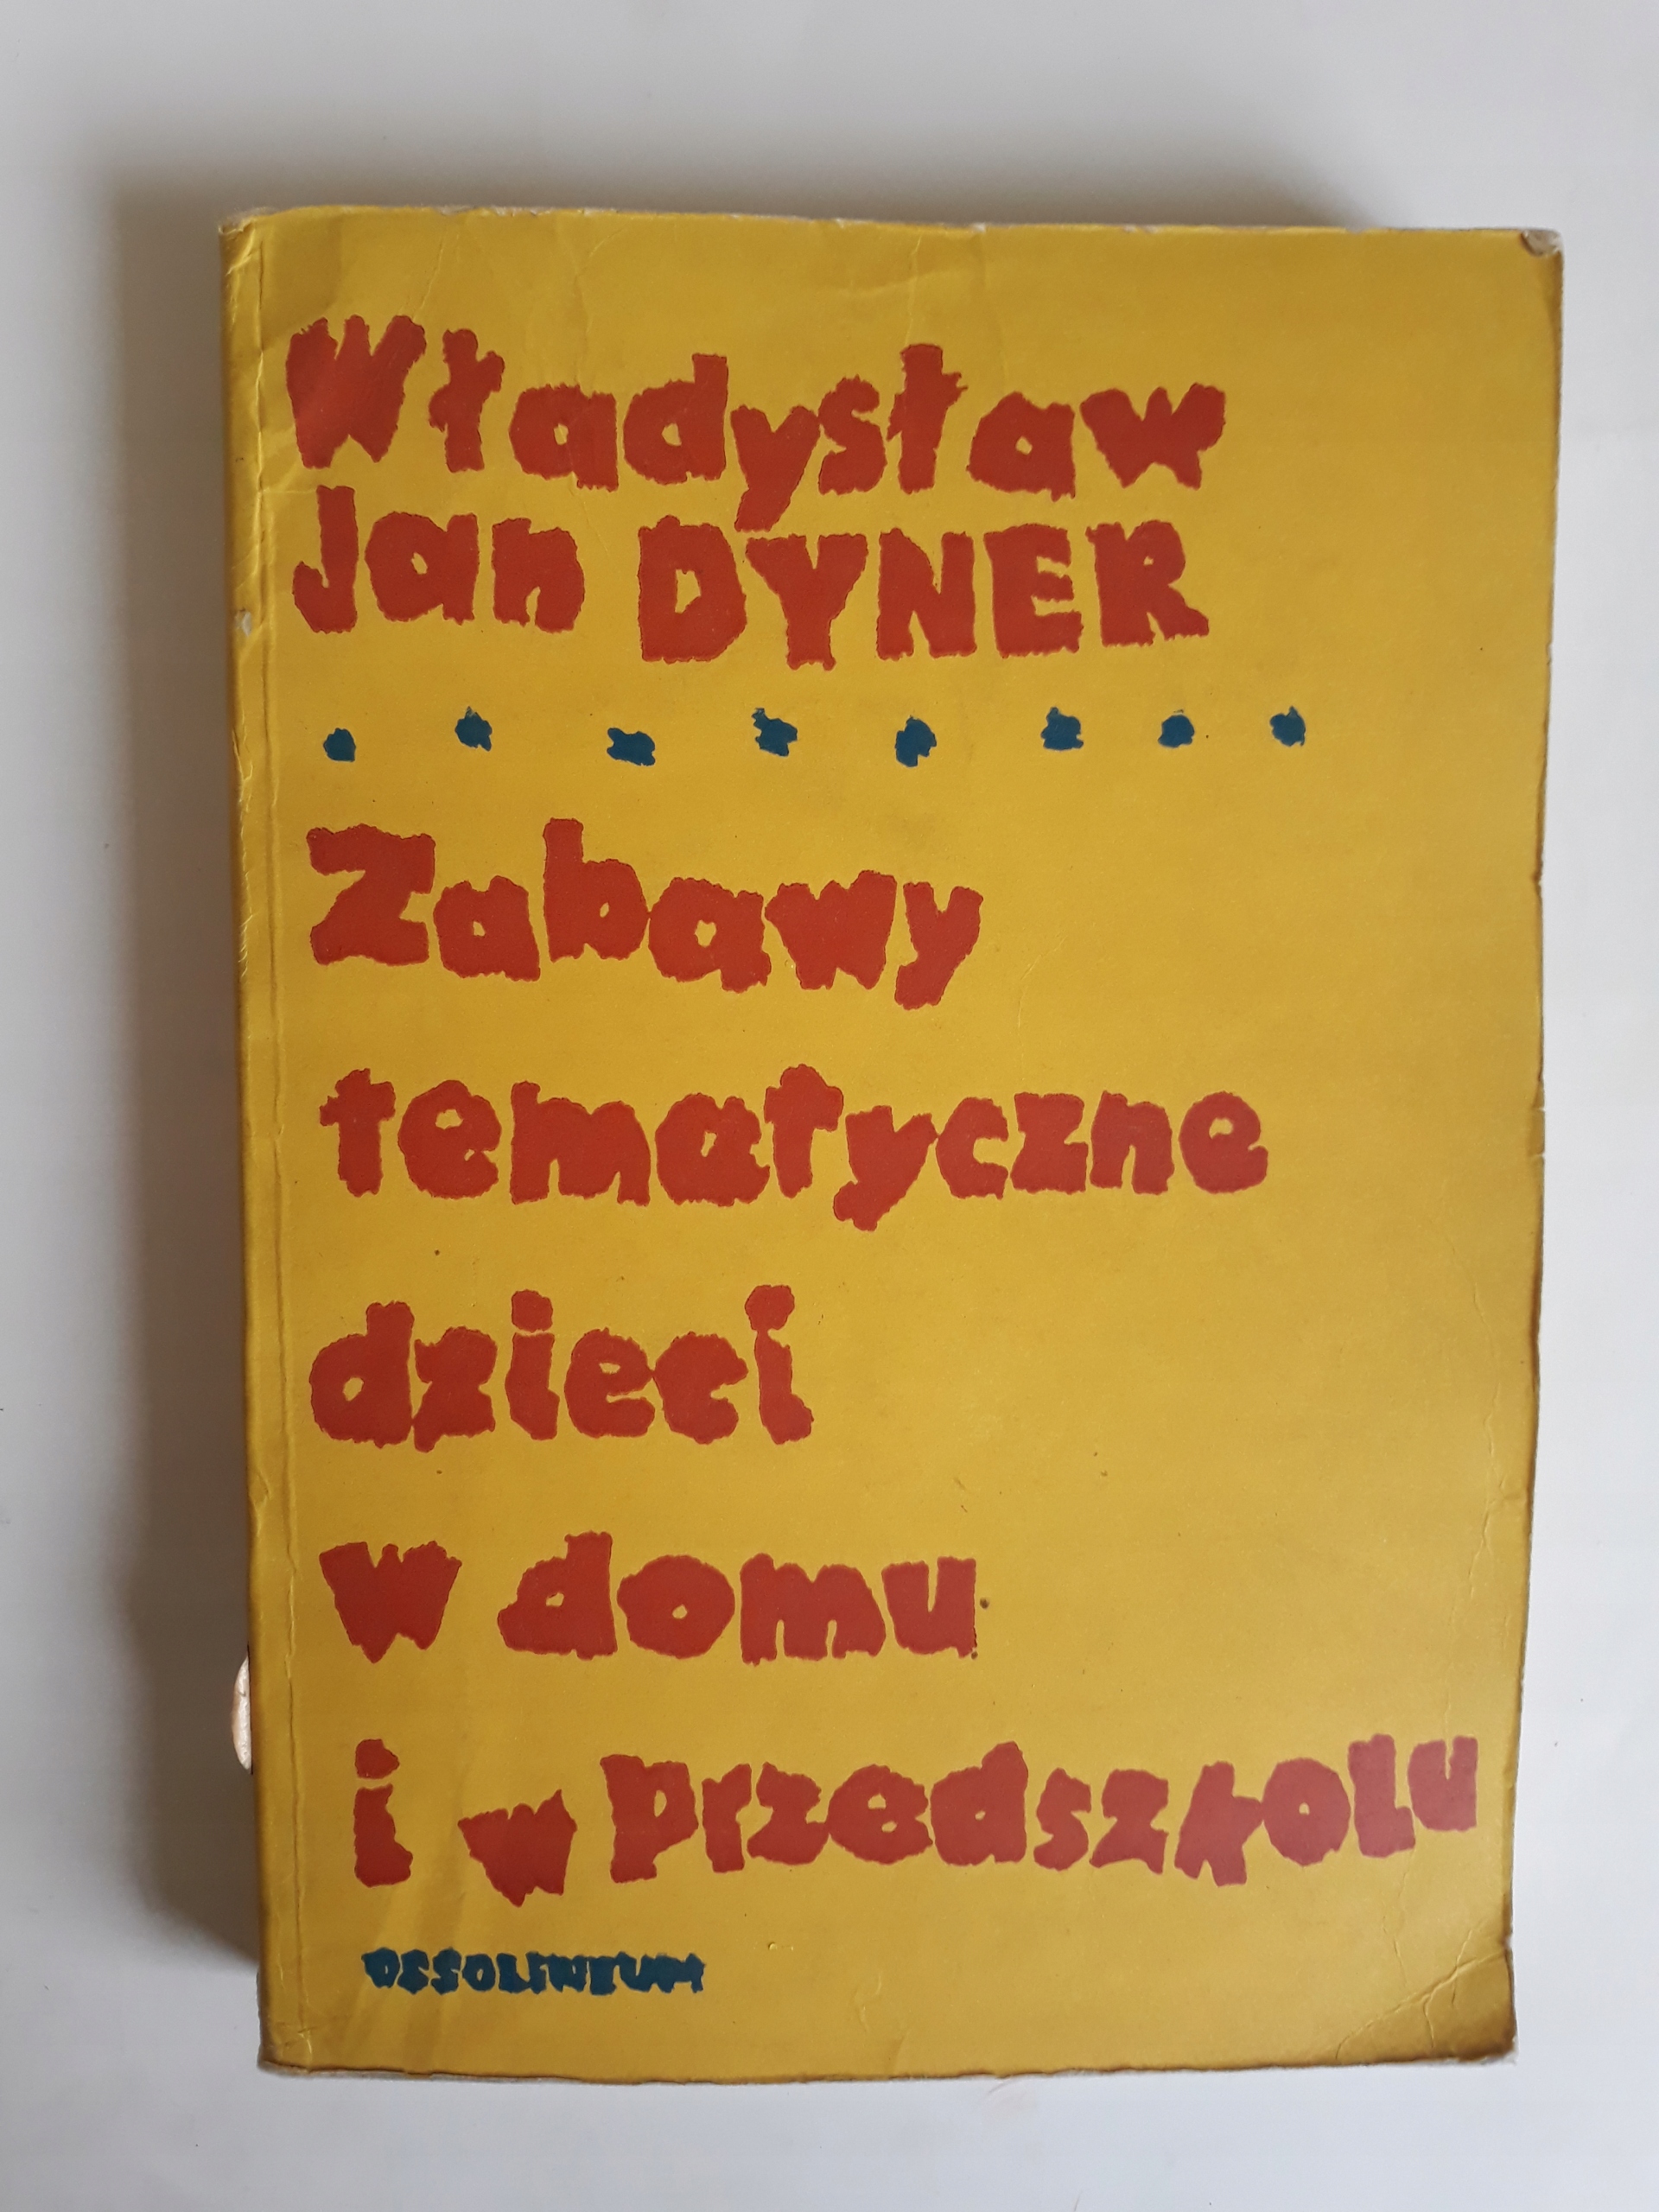 Władysław
Jan DYNER
Zabawy
tematyczne
dzieci
w domu
i w przedszkolu
OSSOLINEUM